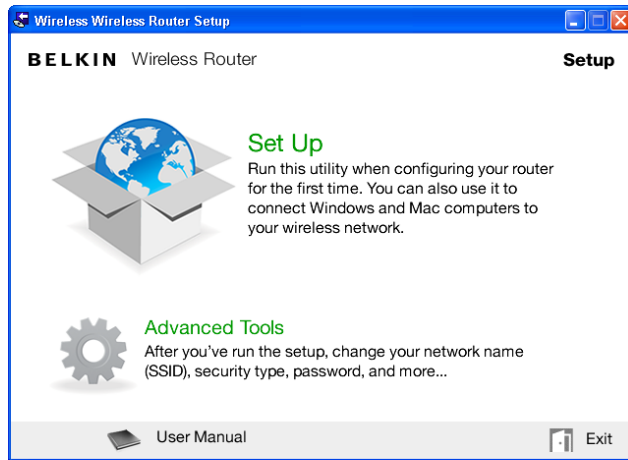 Wireless Wireless Router Setup
BELKIN Wireless Router
Setup
Set Up
Run this utility when configuring your router
for the first time. You can also use it to
connect Windows and Mac computers to
your wireless network.
Advanced Tools
After you've run the setup, change your network name
(SSID), security type, password, and more...
User Manual
Exit